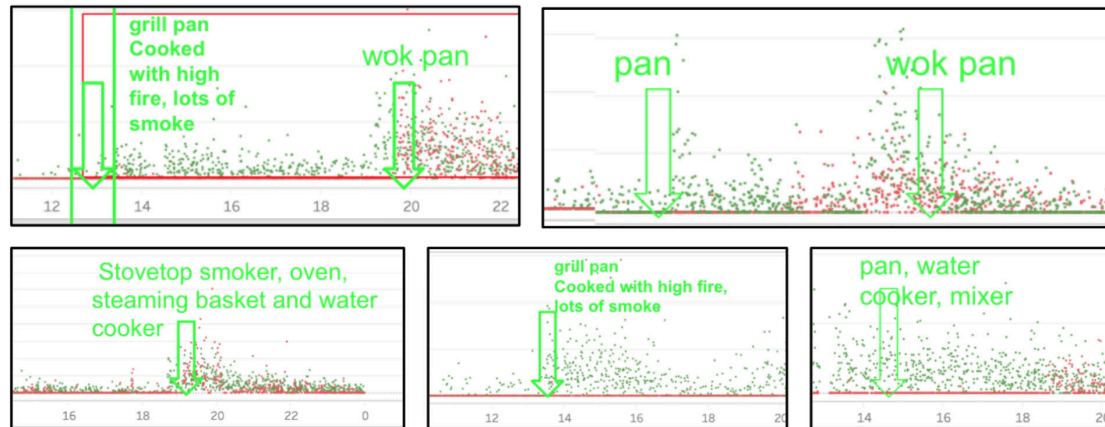 grill pan
Cooked
with high
fire, lots of
smoke
wok pan
12 14 16 18 20 22
pan
wok pan
Stovetop smoker, oven,
steaming basket and water
cooker
16 18 20 22 0
grill pan
Cooked with high fire,
lots of smoke
12 14 16 18 20
pan, water
cooker, mixer
14 16 18 20